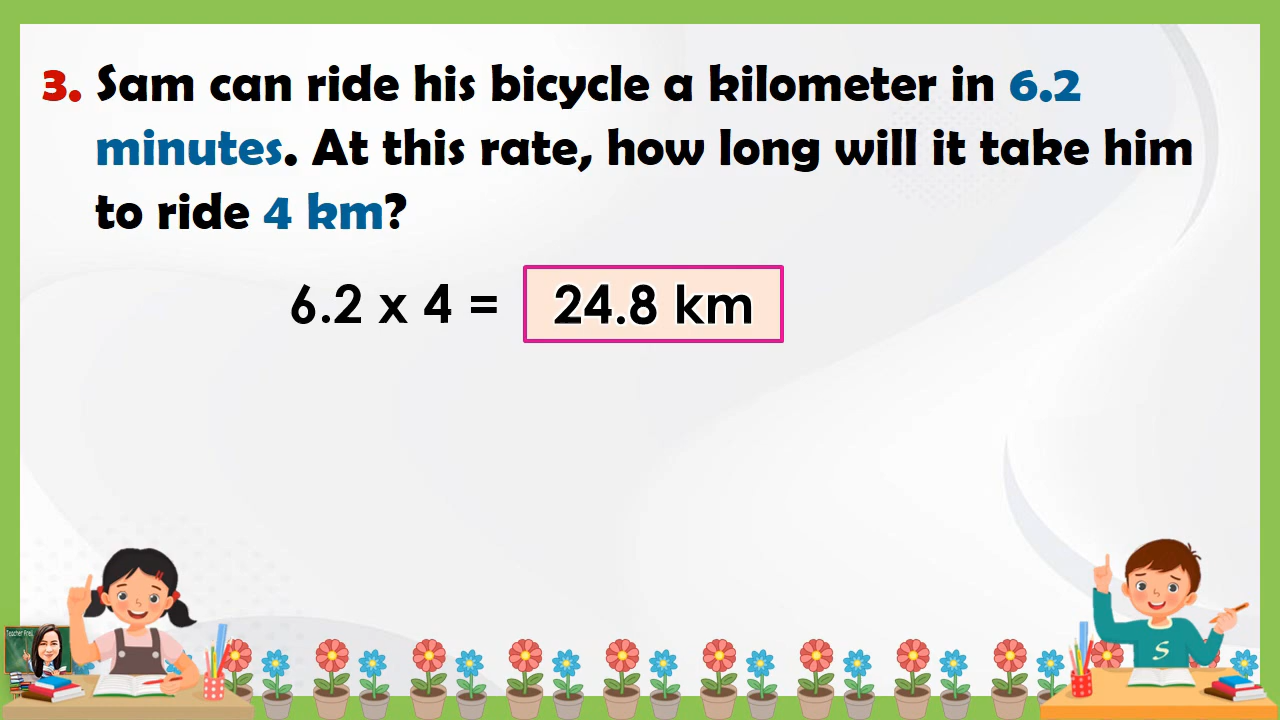 3. Sam can ride his bicycle a kilometer in 6.2
minutes. At this rate, how long will it take him
to ride 4 km?
6.2 x 4 = 24.8 km
S